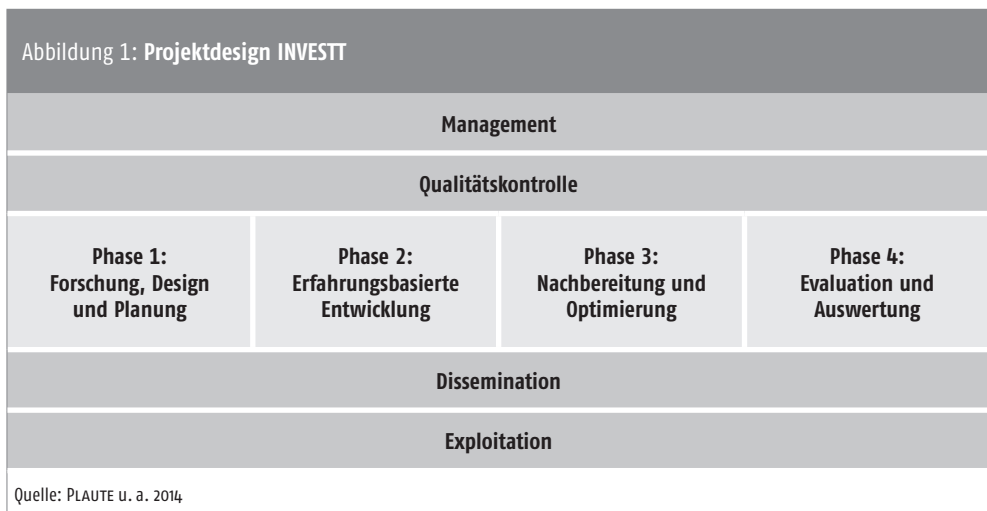 Abbildung 1: Projektdesign INVESTT
Management
Qualitätskontrolle
Phase 1:
Forschung, Design
und Planung
Phase 2:
Erfahrungsbasierte
Entwicklung
Phase 3:
Nachbereitung und
Optimierung
Phase 4:
Evaluation und
Auswertung
Dissemination
Exploitation
Quelle: PLAUTE u. a. 2014